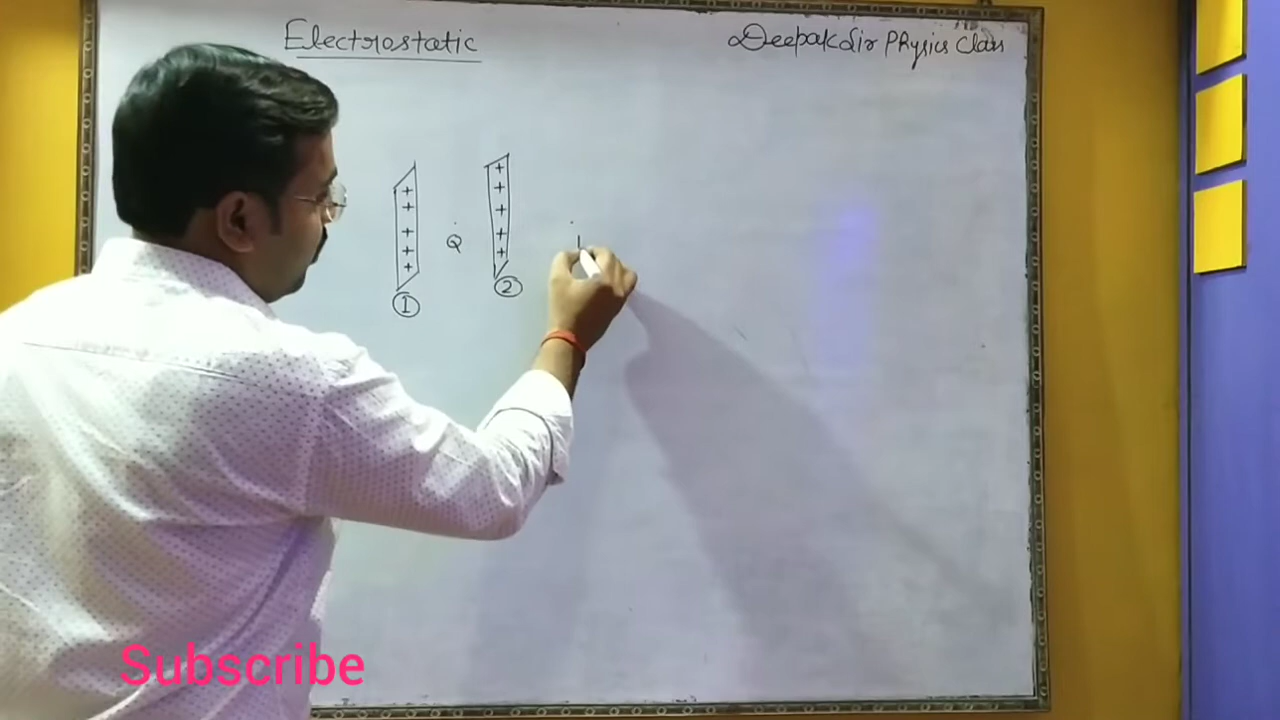 Electrostatic
Deepak Sir Physics Class
+ +
+ +
+ +
+ +
+ +
Q
1
2
Subscribe